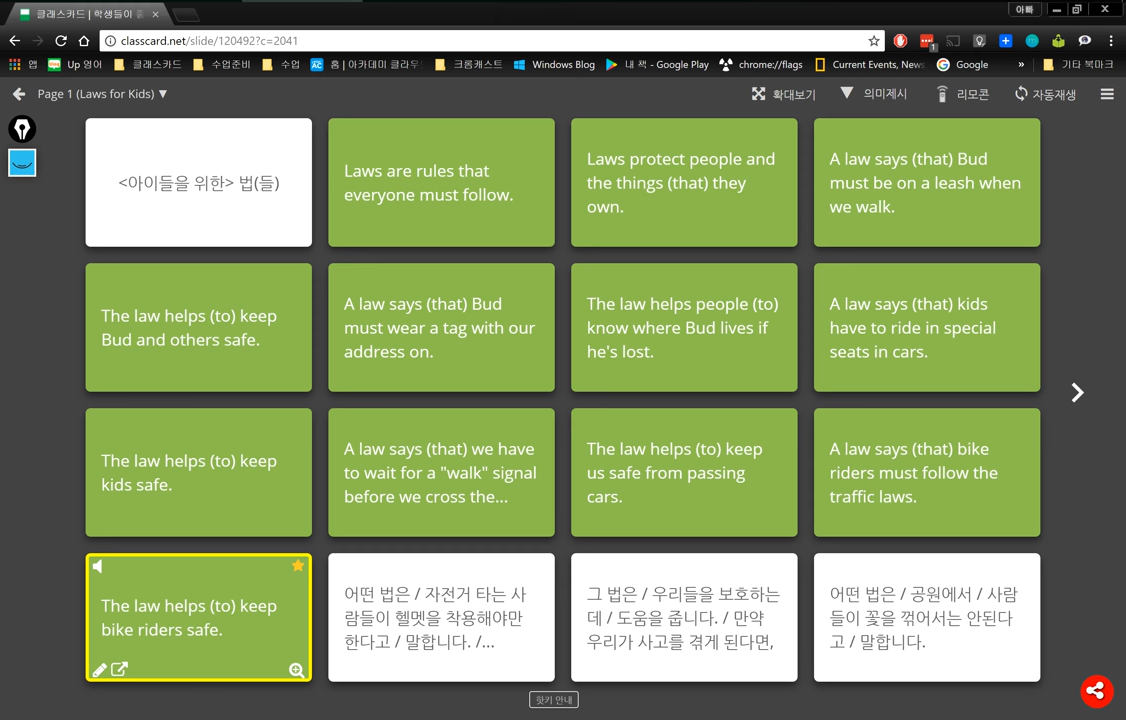 클래스카드 | 학생들이 
아빠
classcard.net/slide/120492?c=2041
앱
Up 영어
클래스카드
수업준비
수업
홈 | 아카데미 클라우
크롬캐스트
Windows Blog
내 책 - Google Play
chrome://flags
Current Events, News
Google
»
기타 북마크
Page 1 (Laws for Kids) ▼
확대보기
▼ 의미제시
리모콘
자동재생
<아이들을 위한> 법(들)
Laws are rules that
everyone must follow.
Laws protect people and
the things (that) they
own.
A law says (that) Bud
must be on a leash when
we walk.
The law helps (to) keep
Bud and others safe.
A law says (that) Bud
must wear a tag with our
address on.
The law helps people (to)
know where Bud lives if
he's lost.
A law says (that) kids
have to ride in special
seats in cars.
The law helps (to) keep
kids safe.
A law says (that) we have
to wait for a "walk" signal
before we cross the...
The law helps (to) keep
us safe from passing
cars.
A law says (that) bike
riders must follow the
traffic laws.
The law helps (to) keep
bike riders safe.
어떤 법은 / 자전거 타는 사
람들이 헬멧을 착용해야만
한다고 / 말합니다. /...
그 법은 / 우리들을 보호하는
데 / 도움을 줍니다. / 만약
우리가 사고를 겪게 된다면,
어떤 법은 / 공원에서 / 사람
들이 꽃을 꺾어서는 안된다
고 / 말합니다.
핫키 안내